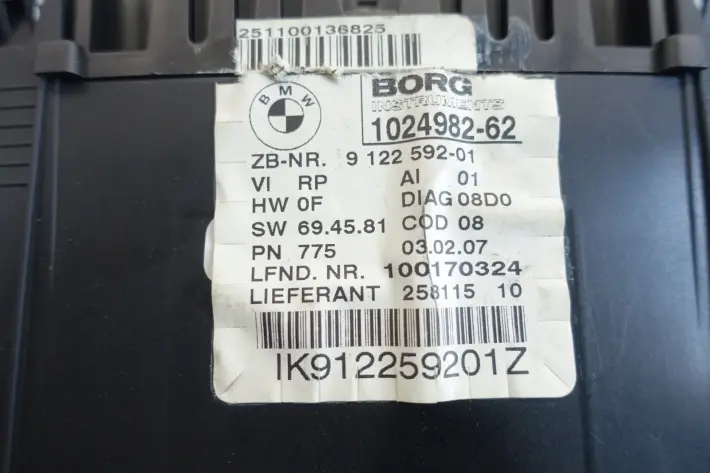 251100136825
BMW
BORG
INSTRUMENTS
1024982-62
ZB-NR. 9 122 592-01
VI RP AI 01
HW 0F DIAG 08D0
SW 69.45.81 COD 08
PN 775 03.02.07
LFND. NR. 100170324
LIEFERANT 258115 10
IK912259201Z